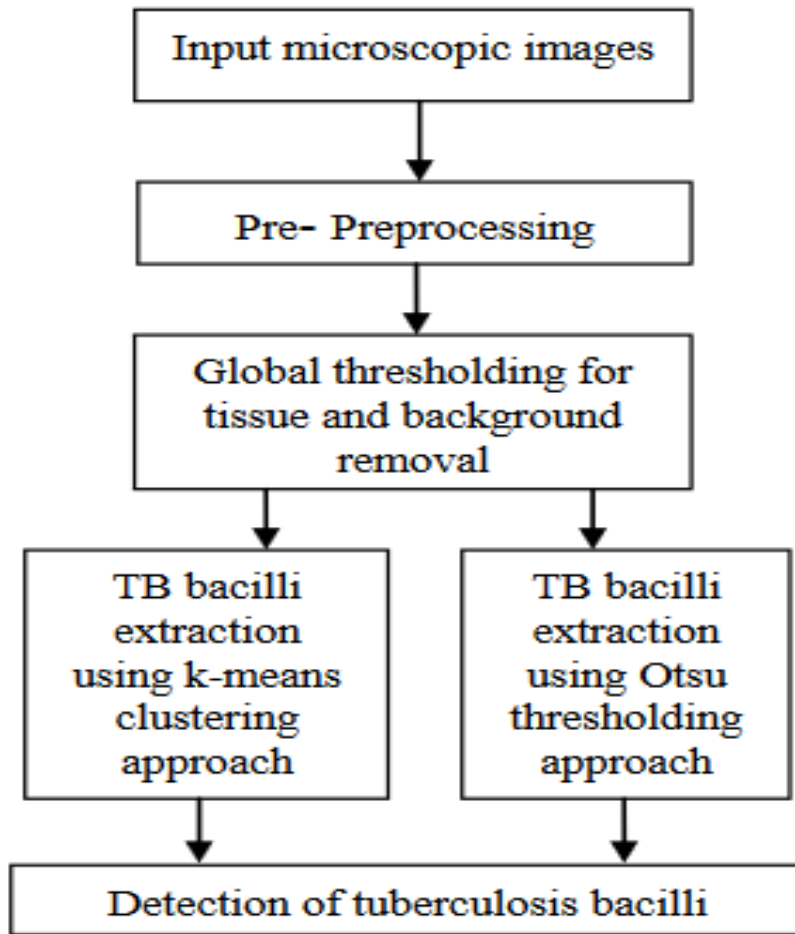 Input microscopic images
Pre- Preprocessing
Global thresholding for
tissue and background
removal
TB bacilli
extraction
using k-means
clustering
approach
TB bacilli
extraction
using Otsu
thresholding
approach
Detection of tuberculosis bacilli